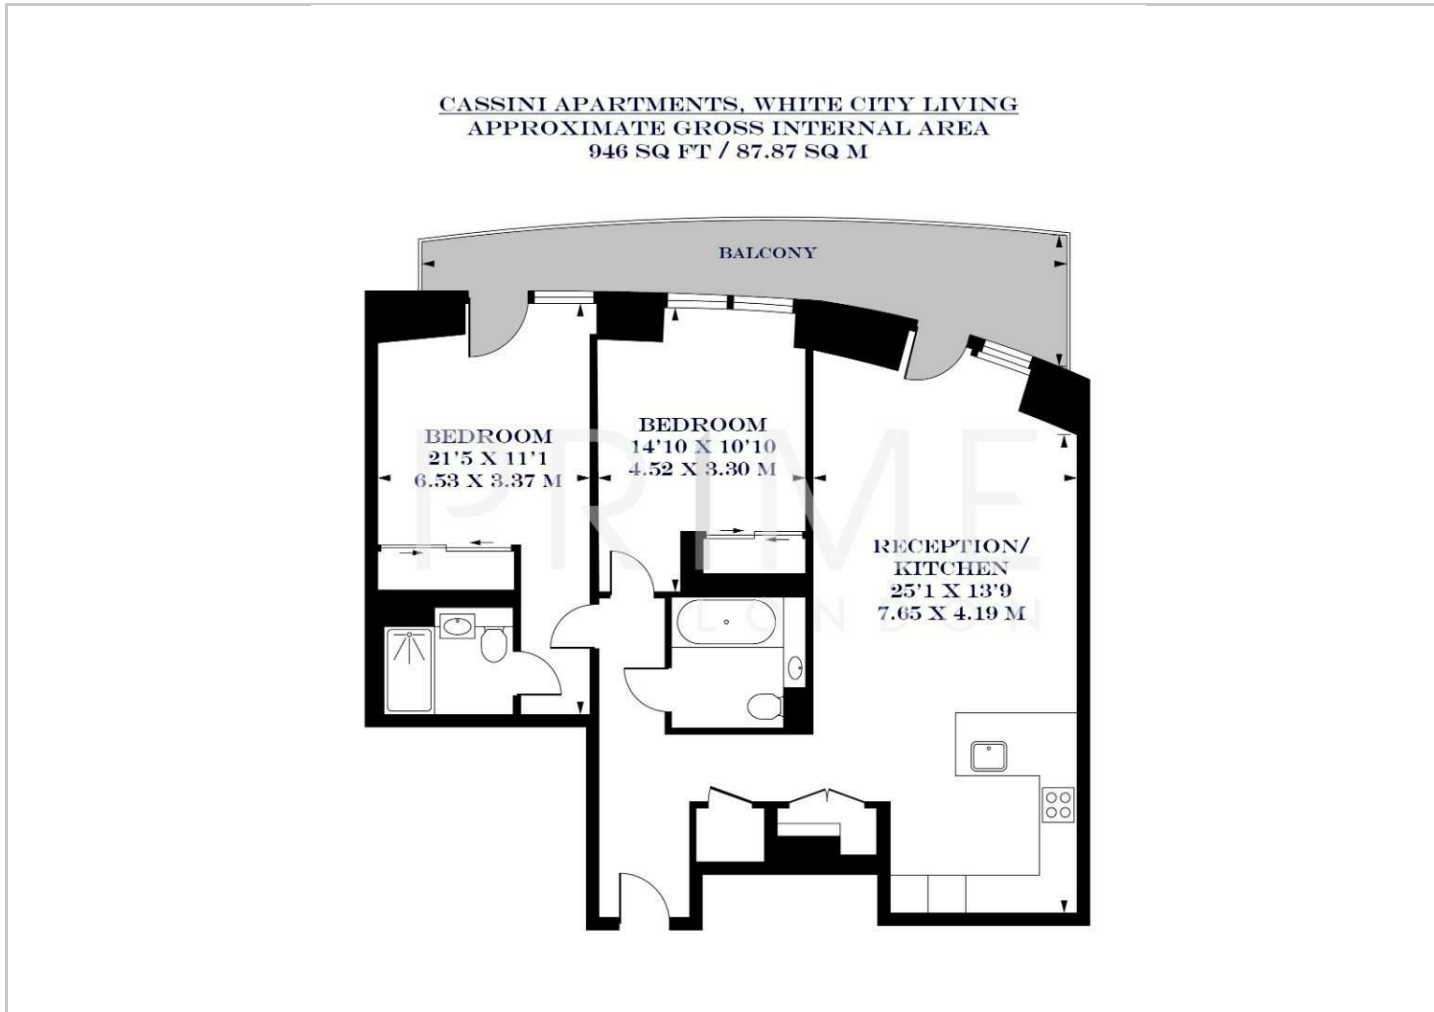 CASSINI APARTMENTS, WHITE CITY LIVING
APPROXIMATE GROSS INTERNAL AREA
946 SQ FT / 87.87 SQ M
BALCONY
BEDROOM
21'5 X 11'1
6.53 X 3.37 M
BEDROOM
14'10 X 10'10
4.52 X 3.30 M
RECEPTION/
KITCHEN
25'1 X 13'9
7.65 X 4.19 M
PRIME
LONDON